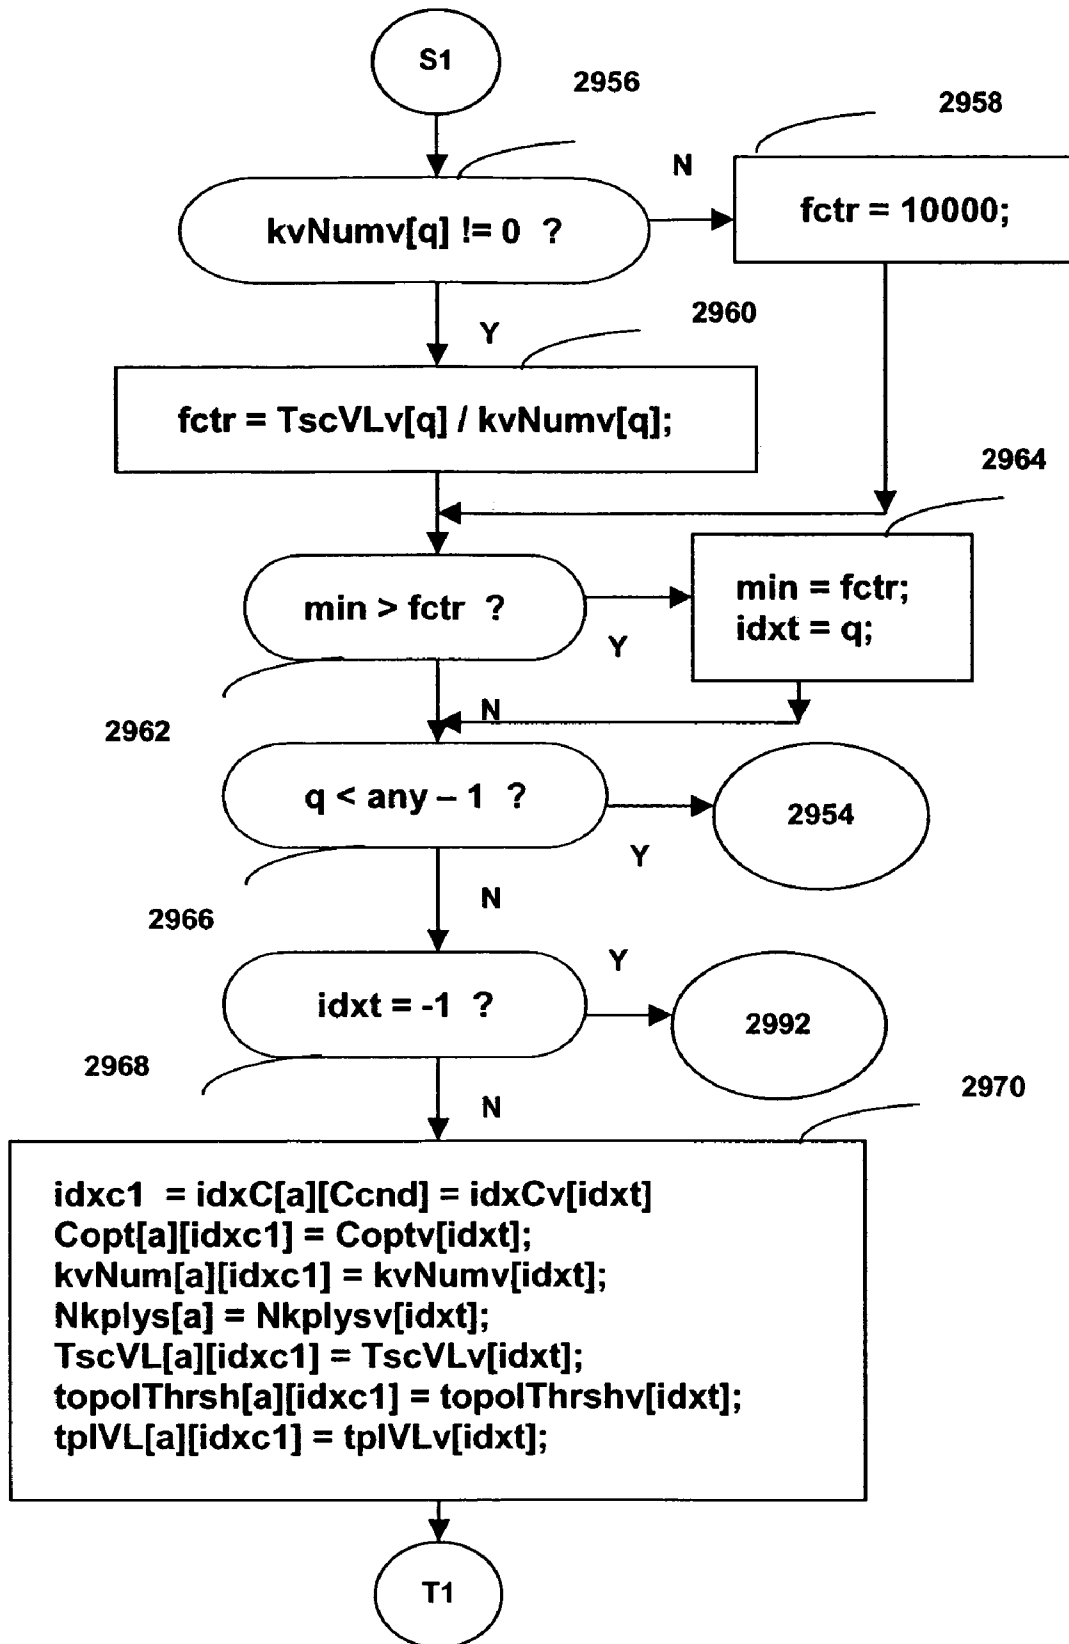 S1
2956
2958
N
kvNumv[q] != 0 ?
fctr = 10000;
2960
Y
fctr = TscVLv[q] / kvNumv[q];
2964
min > fctr ?
Y
min = fctr;
idxt = q;
N
2962
q < any – 1 ?
2954
Y
N
2966
Y
idxt = -1 ?
2992
2968
N
2970
idxc1 = idxC[a][Ccnd] = idxCv[idxt]
Copt[a][idxc1] = Coptv[idxt];
kvNum[a][idxc1] = kvNumv[idxt];
Nkplys[a] = Nkplysv[idxt];
TscVL[a][idxc1] = TscVLv[idxt];
topolThrsh[a][idxc1] = topolThrshv[idxt];
tplVL[a][idxc1] = tplVLv[idxt];
T1